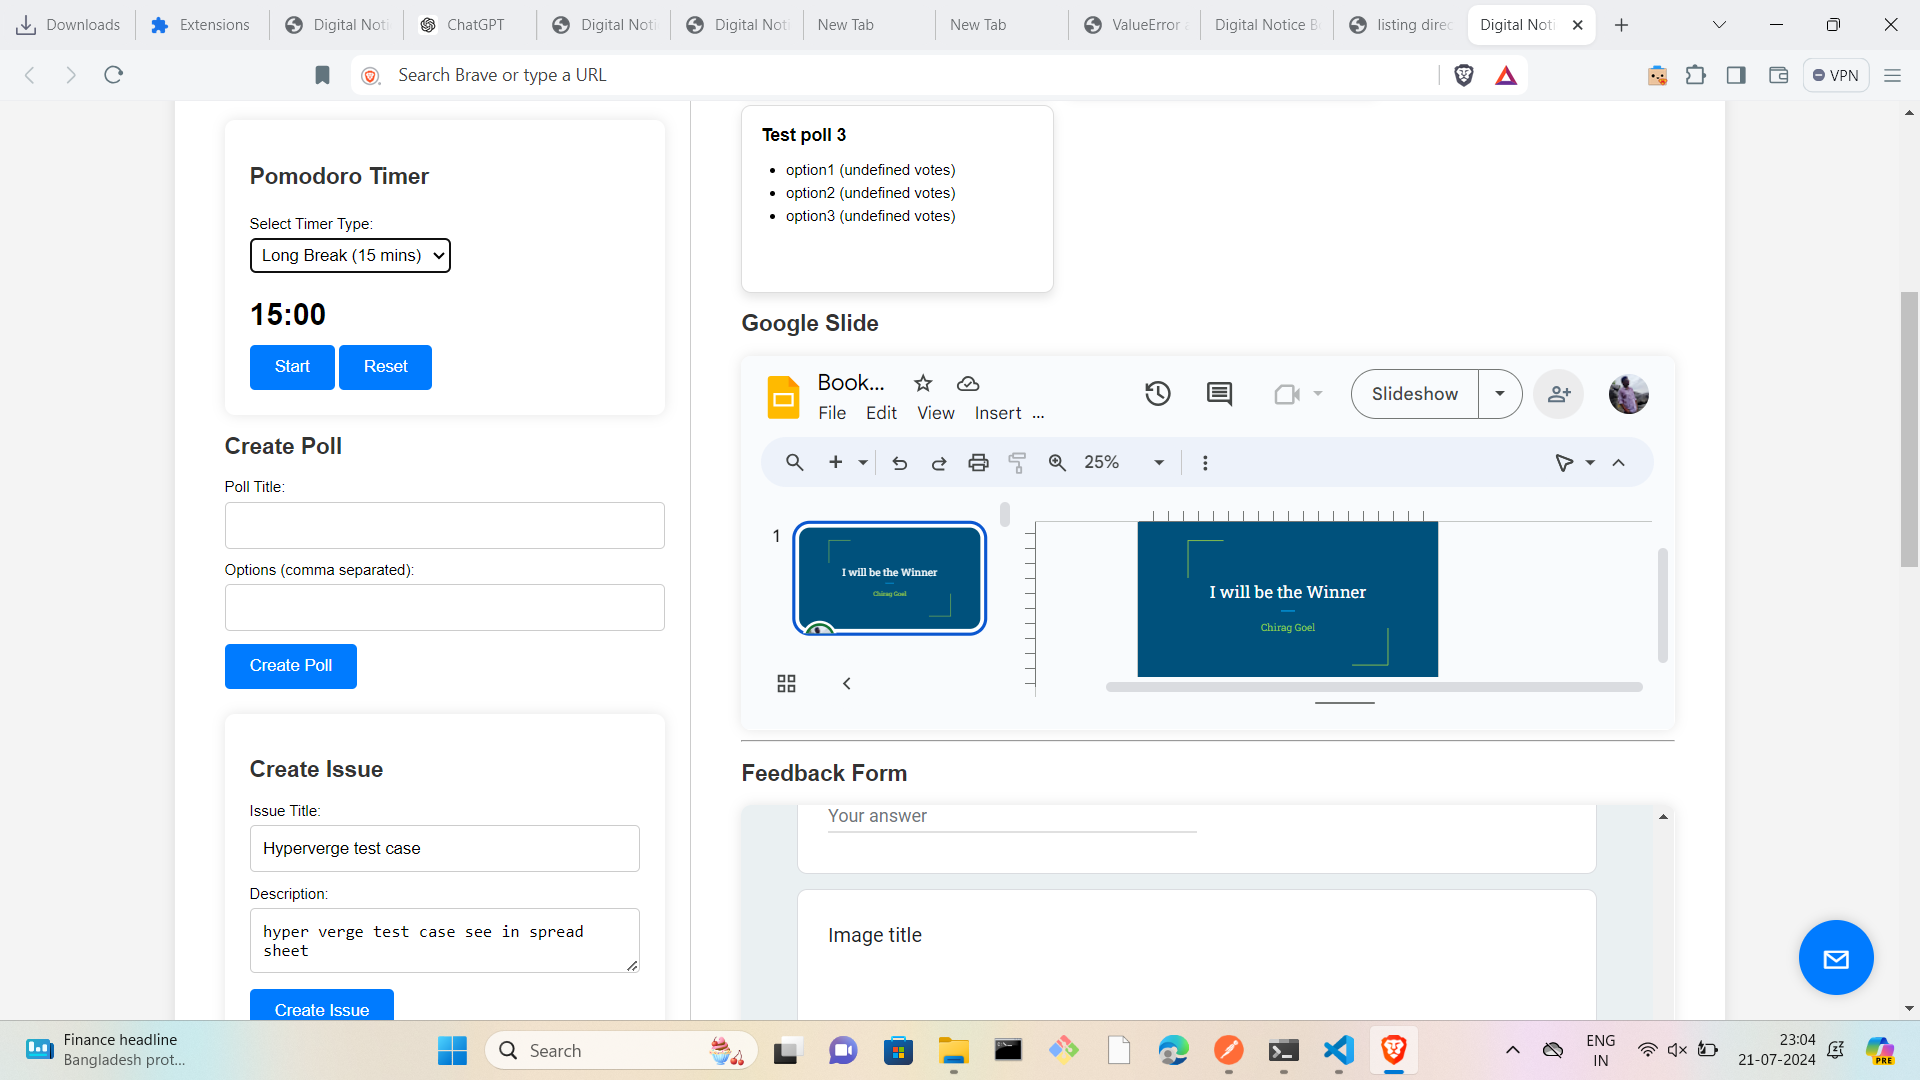 Downloads
Extensions
Digital Noti
ChatGPT
Digital Noti
Digital Noti
New Tab
New Tab
ValueError a
Digital Notice B
listing direc
Digital Noti
Search Brave or type a URL
VPN
Pomodoro Timer
Select Timer Type:
Long Break (15 mins)
15:00
Start
Reset
Create Poll
Poll Title:
Options (comma separated):
Create Poll
Create Issue
Issue Title:
Hyperverge test case
Description:
hyper verge test case see in spread
sheet
Create Issue
Test poll 3
option1 (undefined votes)
option2 (undefined votes)
option3 (undefined votes)
Google Slide
Book...
File Edit View Insert ...
Slideshow
25%
1
I will be the Winner
Chirag Goel
I will be the Winner
Chirag Goel
Feedback Form
Your answer
Image title
Finance headline
Bangladesh prot...
Search
ENG
IN
23:04
21-07-2024
PRE